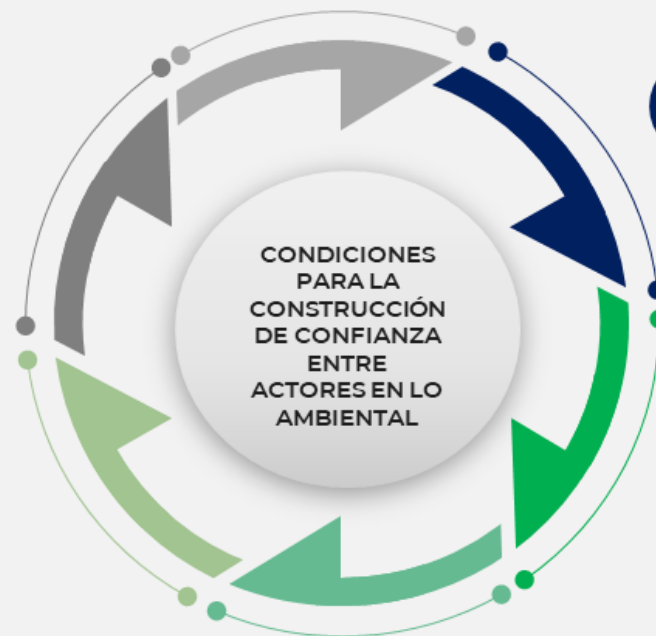 CONDICIONES
PARA LA
CONSTRUCCIÓN
DE CONFIANZA
ENTRE
ACTORES EN LO
AMBIENTAL